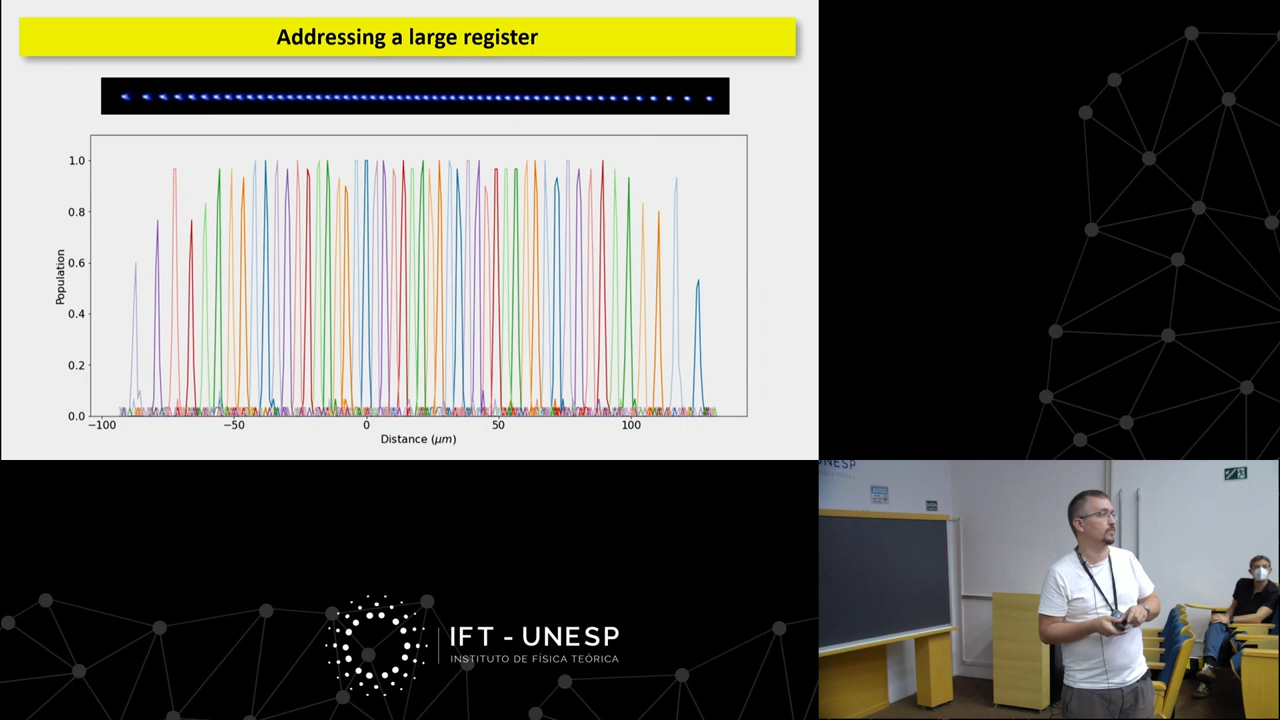 Addressing a large register
1.0
0.8
0.6
0.4
0.2
0.0
Population
−100
−50
0
50
100
Distance (μm)
IFT - UNESP
INSTITUTO DE FÍSICA TEÓRICA
UNESP